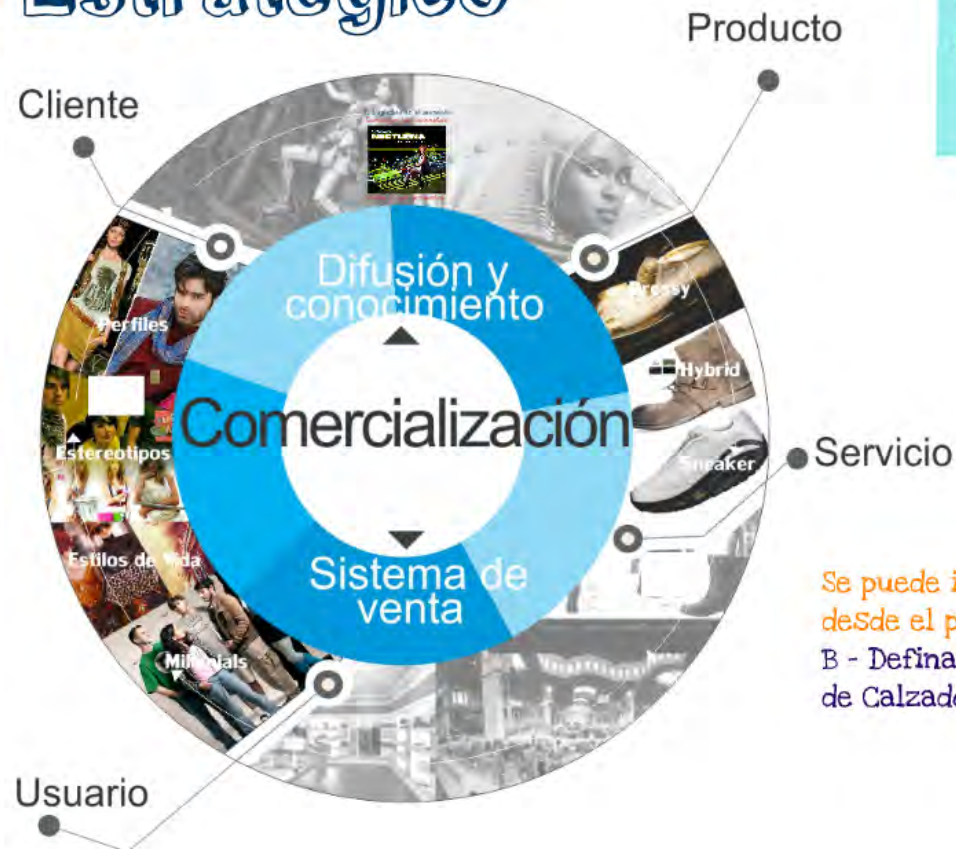 Estratégico
Producto
Cliente
NOCTURNA
Difusión y
conocimiento
Dressy
Perfiles
Hybrid
Comercialización
Estereotipos
Sneaker
Servicio
Estilos de Vida
Sistema de
venta
Se puede i
desde el p
B - Defina
de Calzado
Millenials
Usuario